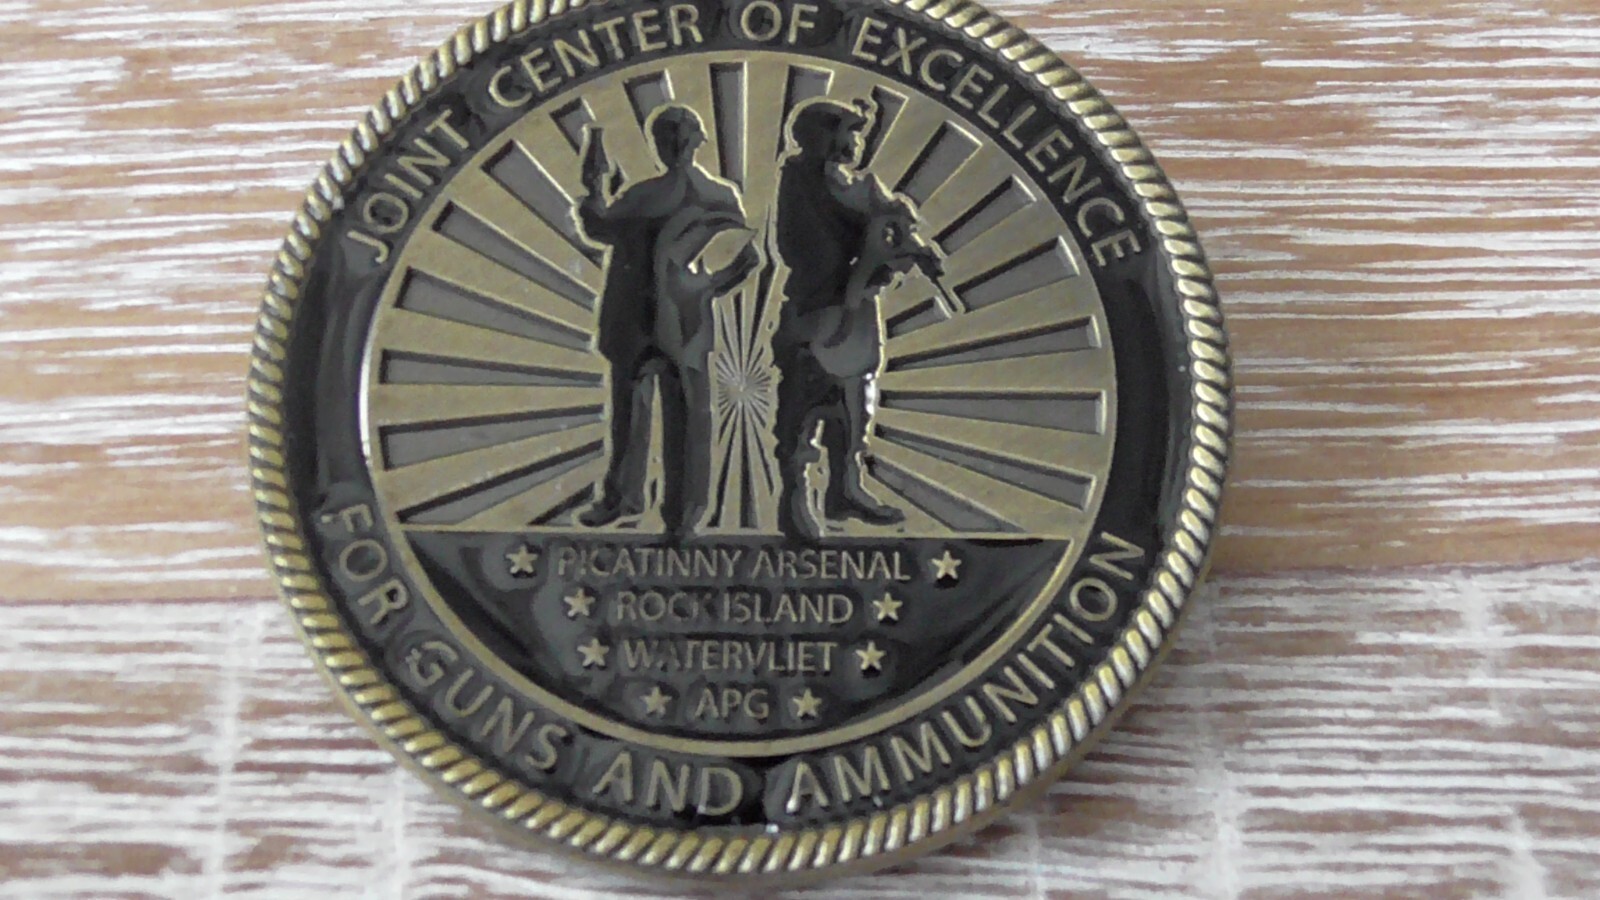 JOINT CENTER OF EXCELLENCE
PICATINNY ARSENAL
ROCK ISLAND
WATERVLIET
APG
FOR GUNS AND AMMUNITION